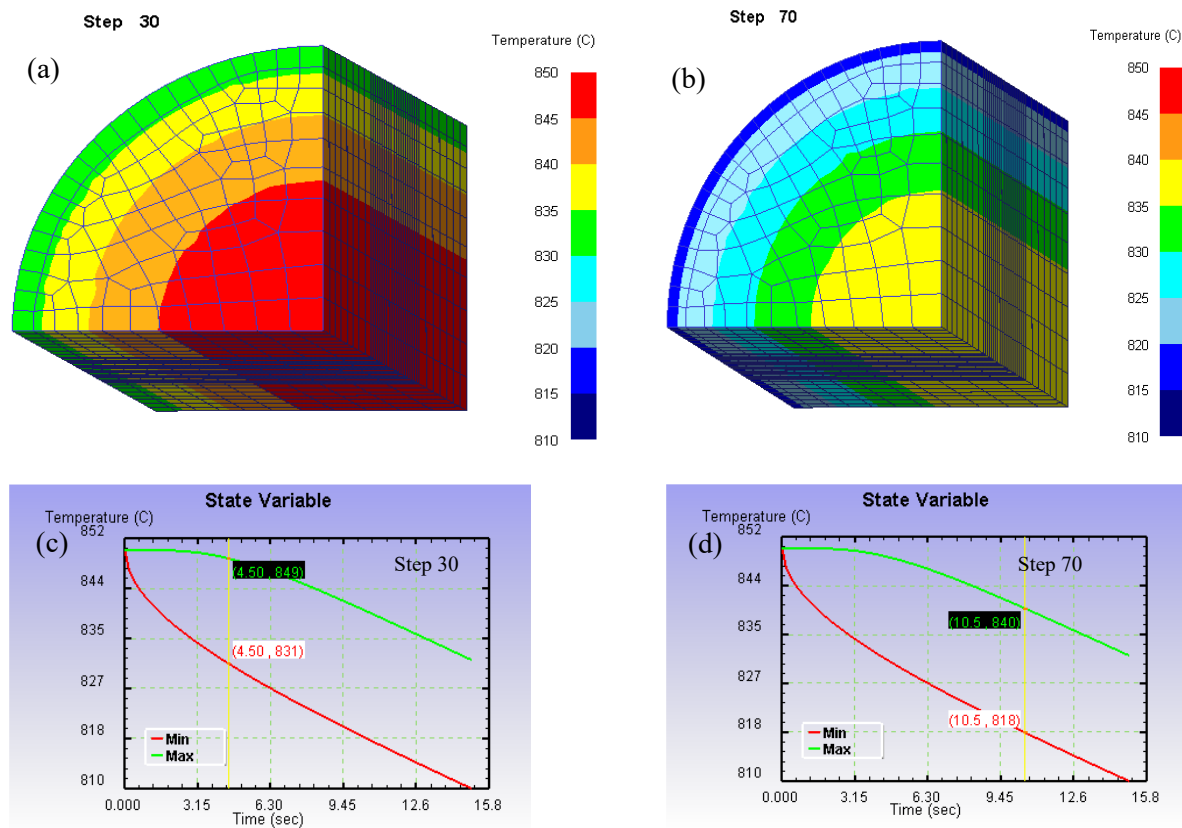 Step 30
Temperature (C)
(a)
850
845
840
835
830
825
820
815
810
Step 70
Temperature (C)
(b)
850
845
840
835
830
825
820
815
810
State Variable
Temperature (C)
(c)
852
844
835
827
818
810
Step 30
(4.50 , 849)
(4.50 , 831)
Min
Max
0.000 3.15 6.30 9.45 12.6 15.8
Time (sec)
State Variable
Temperature (C)
(d)
852
844
835
827
818
810
Step 70
(10.5 , 840)
(10.5 , 818)
Min
Max
0.000 3.15 6.30 9.45 12.6 15.8
Time (sec)